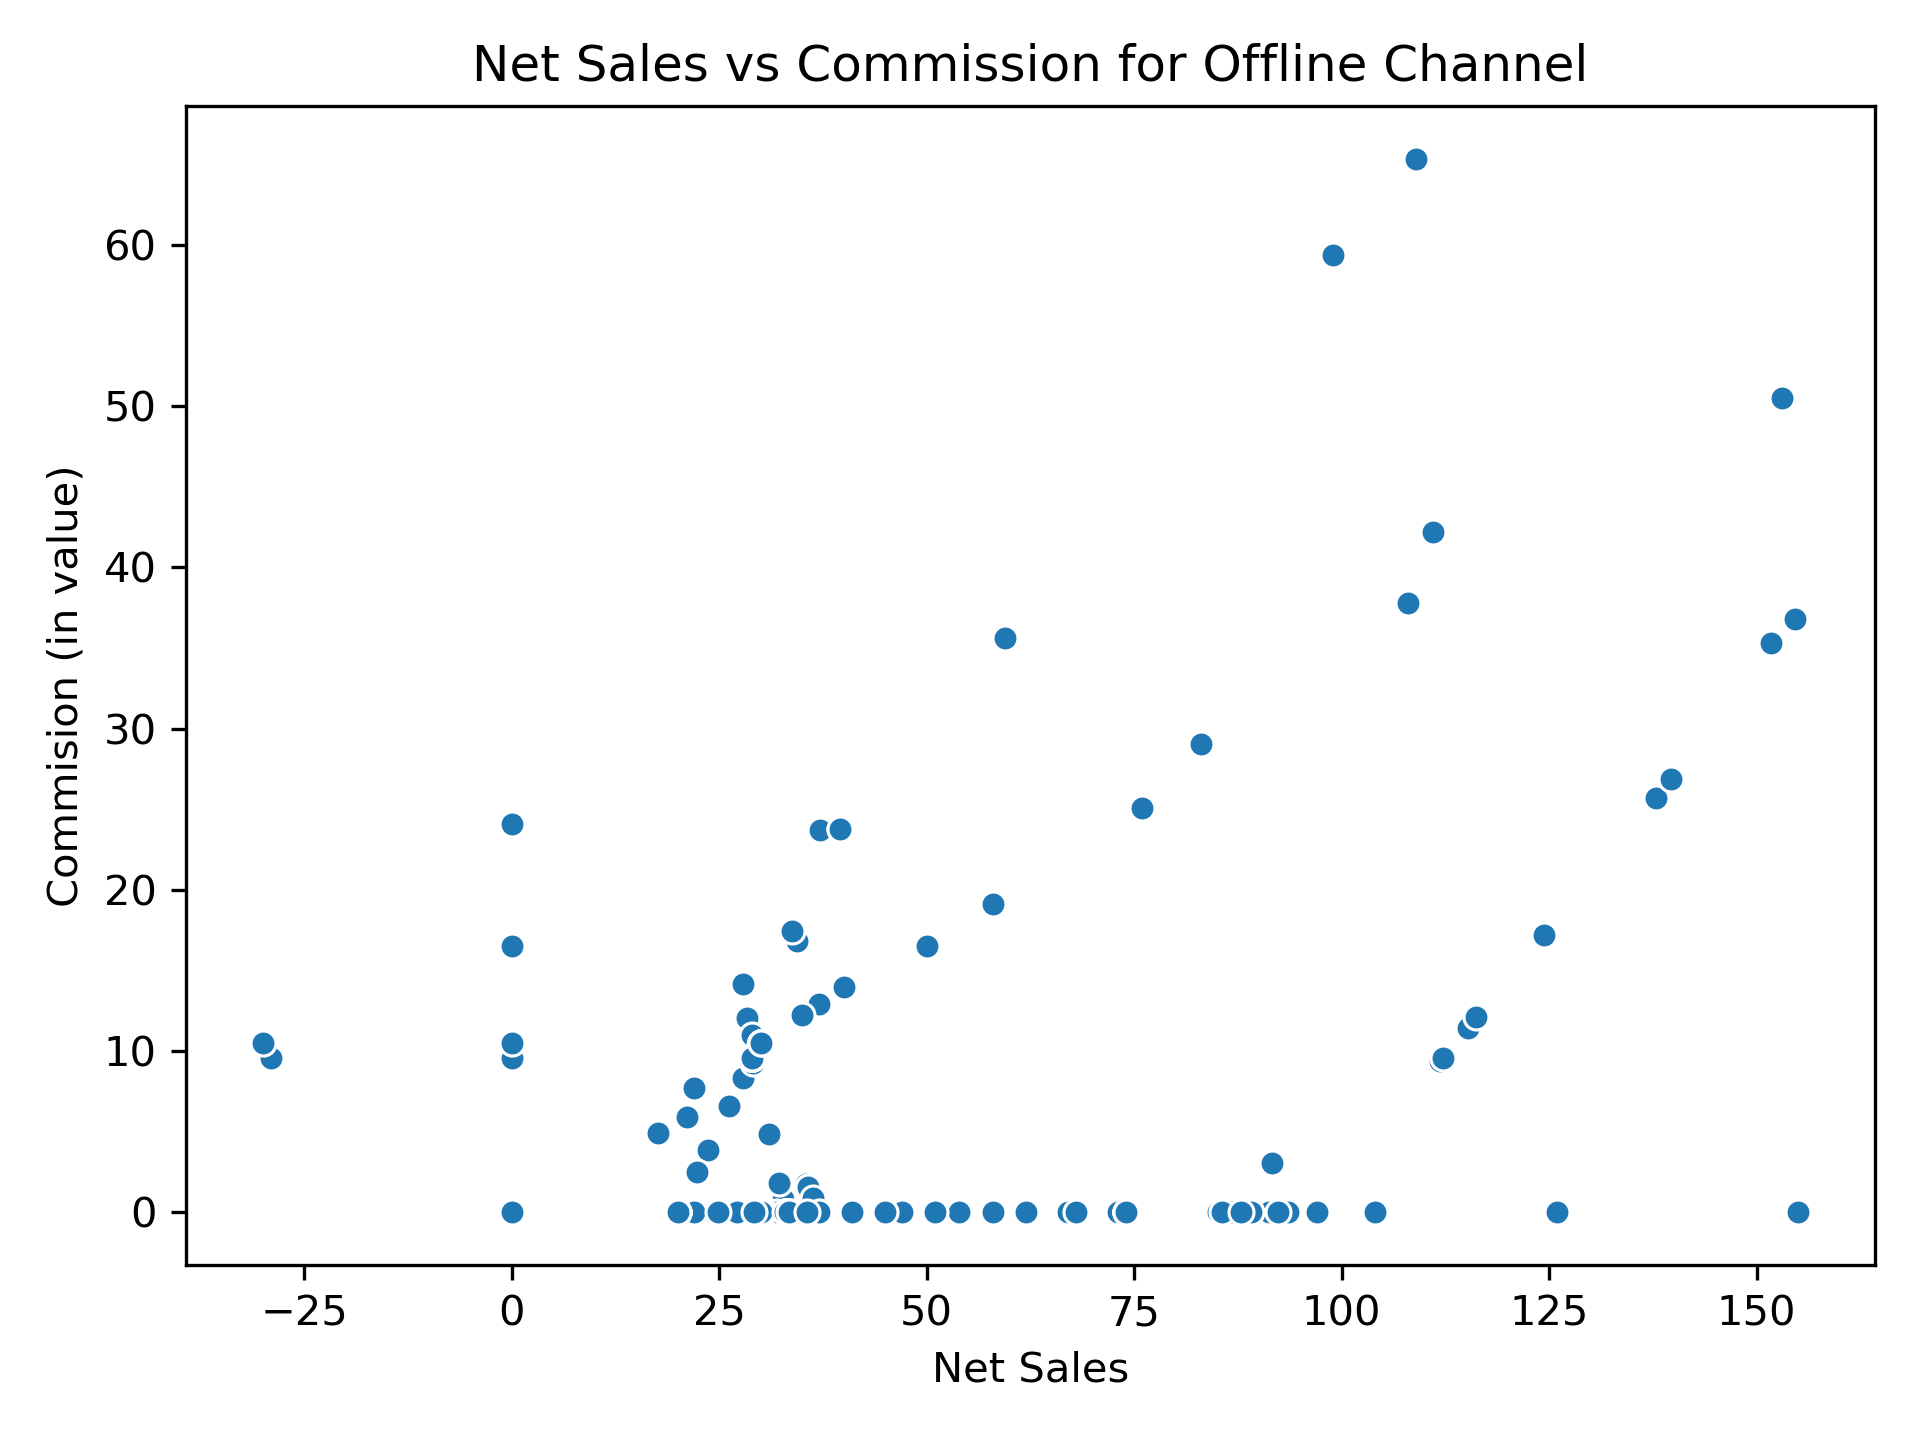 Net Sales vs Commission for Offline Channel
Commision (in value)
60
50
40
30
20
10
0
−25 0 25 50 75 100 125 150
Net Sales